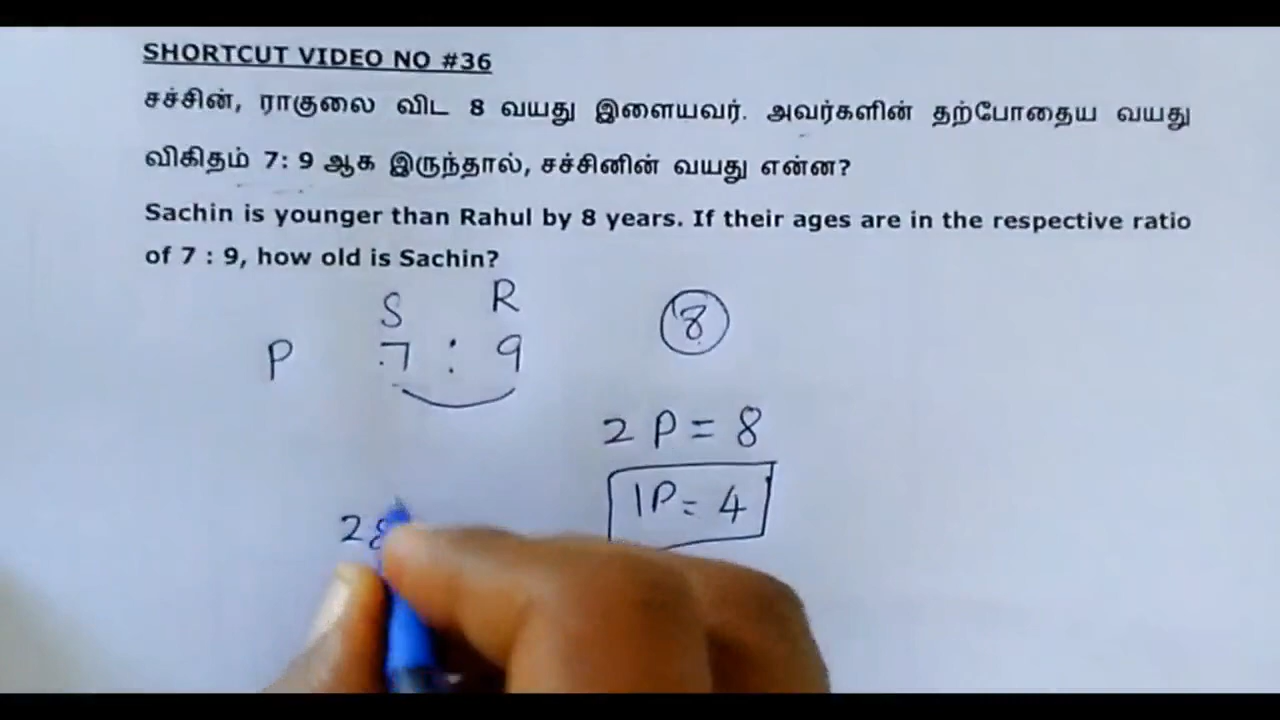 SHORTCUT VIDEO NO #36
சச்சின், ராகுலை விட 8 வயது இளையவர். அவர்களின் தற்போதைய வயது
விகிதம் 7: 9 ஆக இருந்தால், சச்சினின் வயது என்ன?
Sachin is younger than Rahul by 8 years. If their ages are in the respective ratio
of 7 : 9, how old is Sachin?
S R
P 7 : 9
8
2 P = 8
1P = 4
28